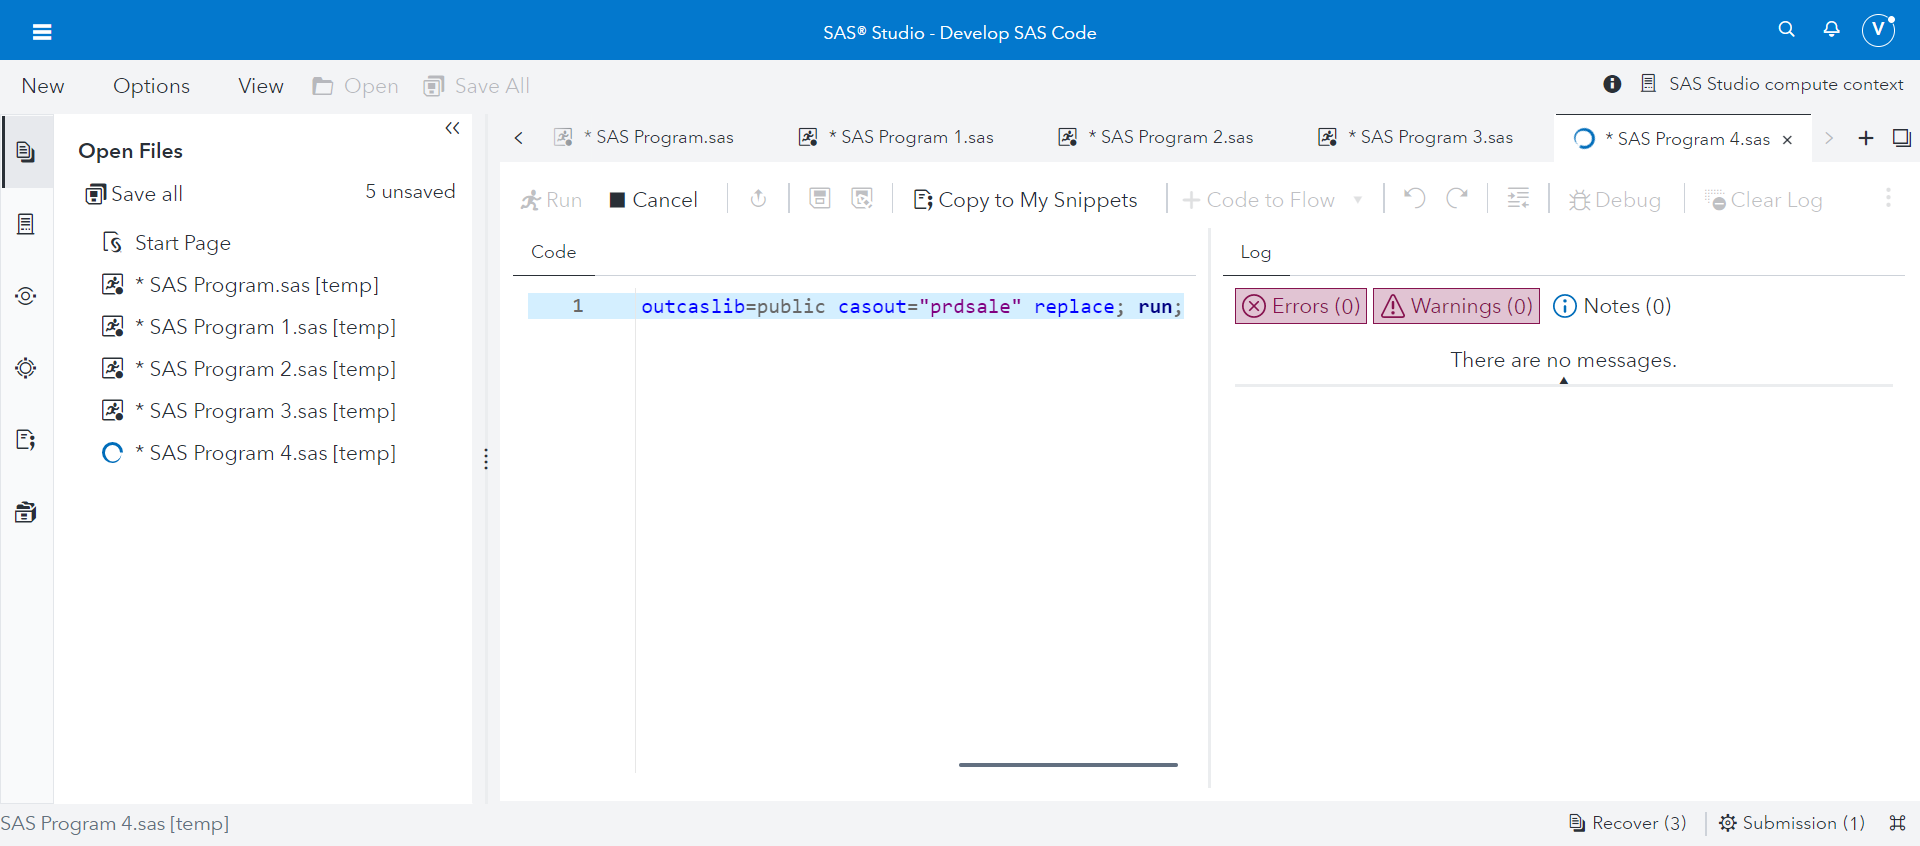 SAS® Studio - Develop SAS Code
V
New Options View Open Save All
SAS Studio compute context
Open Files
Save all 5 unsaved
Start Page
* SAS Program.sas [temp]
* SAS Program 1.sas [temp]
* SAS Program 2.sas [temp]
* SAS Program 3.sas [temp]
* SAS Program 4.sas [temp]
* SAS Program.sas * SAS Program 1.sas * SAS Program 2.sas * SAS Program 3.sas * SAS Program 4.sas
Run Cancel Copy to My Snippets Code to Flow Debug Clear Log
Code
1 outcaslib=public casout="prdsale" replace; run;
Log
Errors (0) Warnings (0) Notes (0)
There are no messages.
SAS Program 4.sas [temp]
Recover (3) Submission (1)